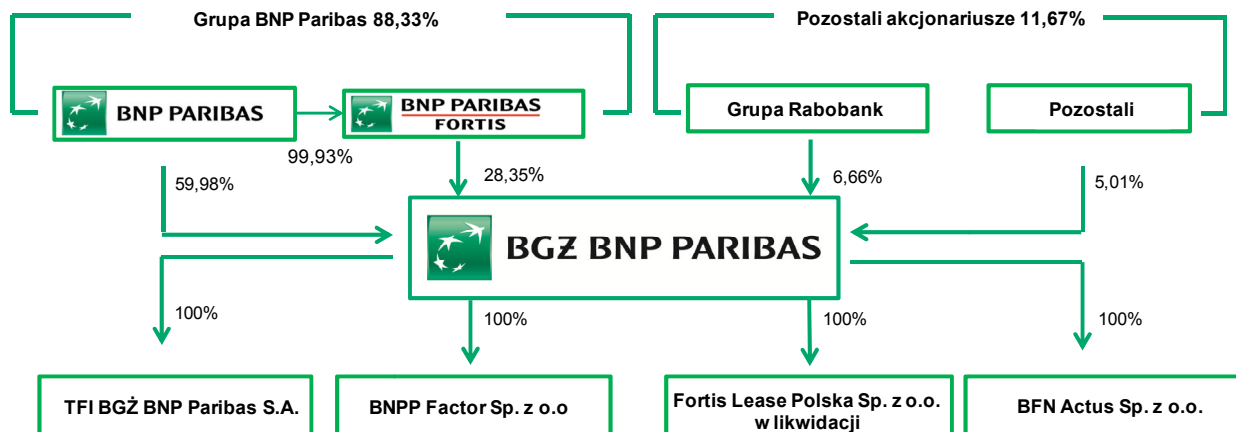 Grupa BNP Paribas 88,33%
Pozostali akcjonariusze 11,67%
BNP PARIBAS
BNP PARIBAS
FORTIS
Grupa Rabobank
Pozostali
99,93%
59,98%
28,35%
6,66%
5,01%
BGŻ BNP PARIBAS
100%
100%
100%
100%
TFI BGŻ BNP Paribas S.A.
BNPP Factor Sp. z o.o
Fortis Lease Polska Sp. z o.o.
w likwidacji
BFN Actus Sp. z o.o.